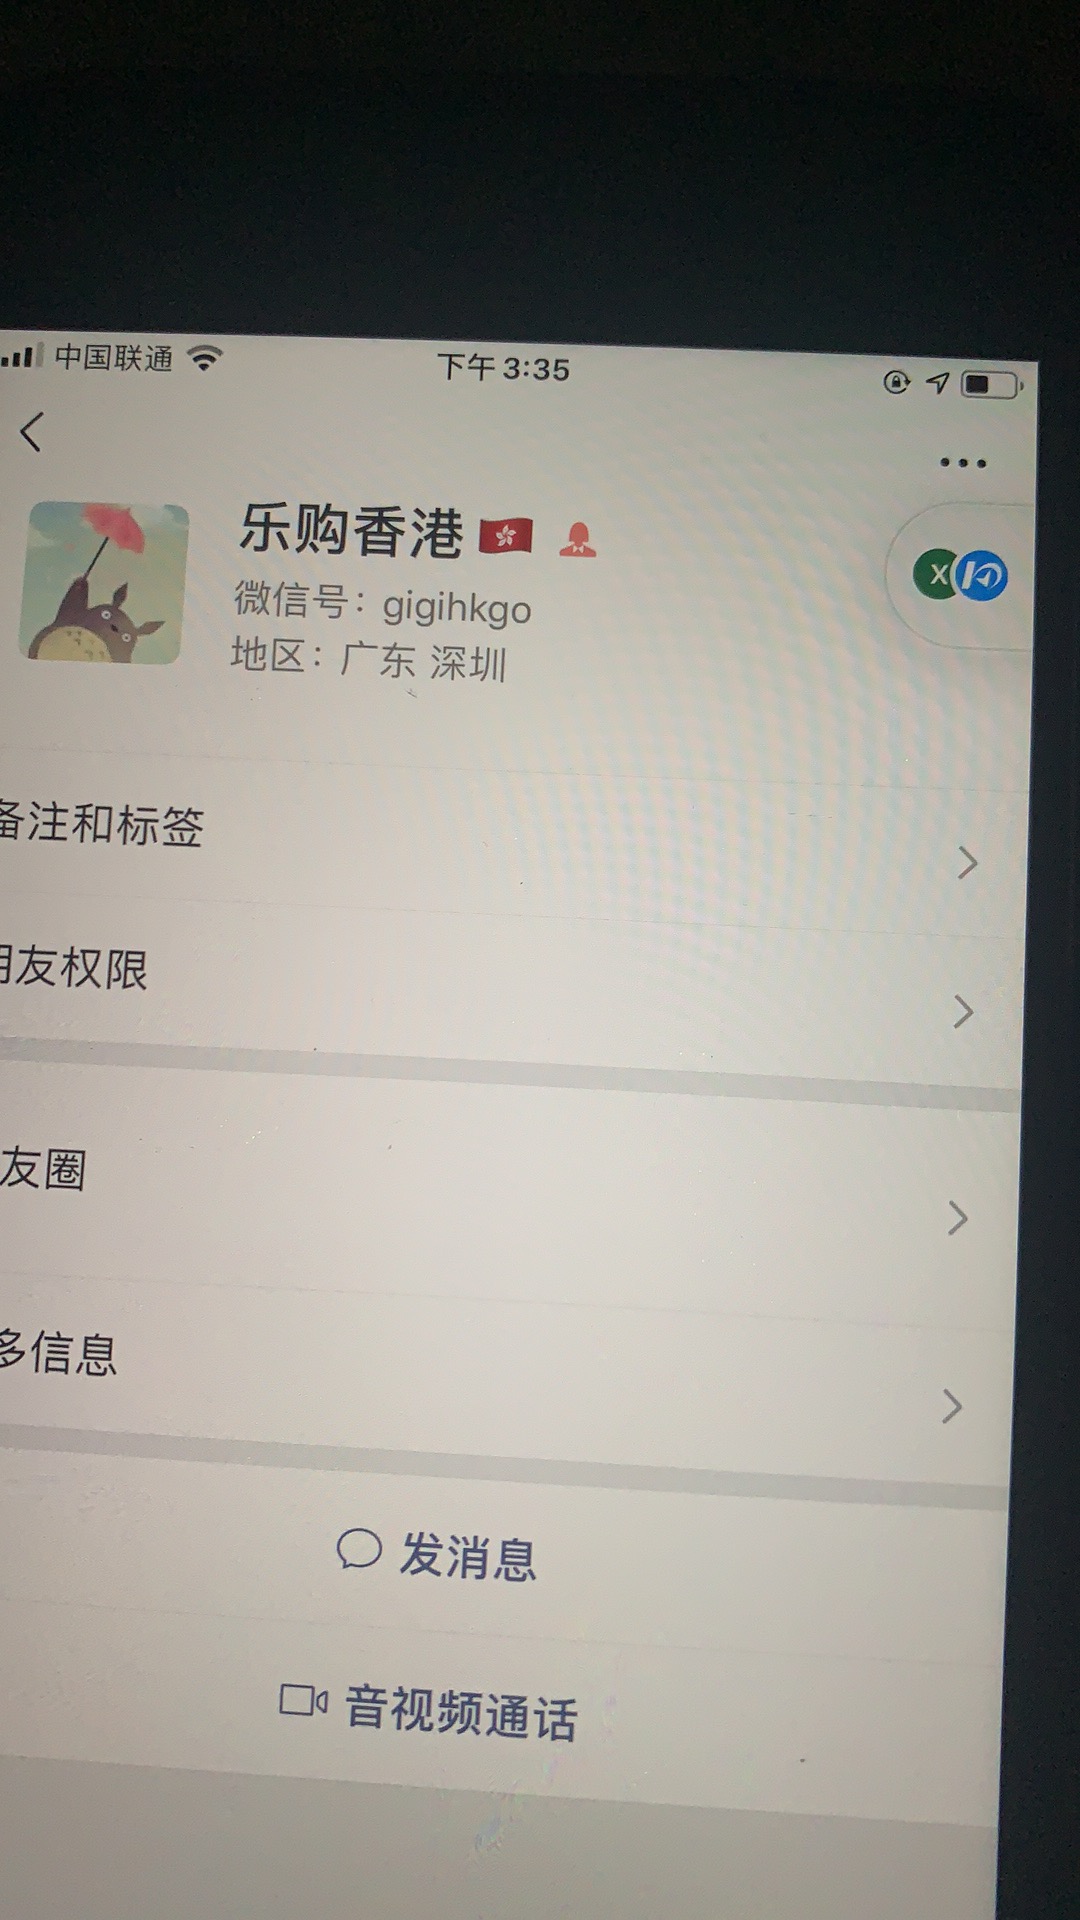 中国联通
下午 3:35
乐购香港
微信号：gigihkgo
地区：广东 深圳
备注和标签
朋友权限
友圈
多信息
发消息
音视频通话